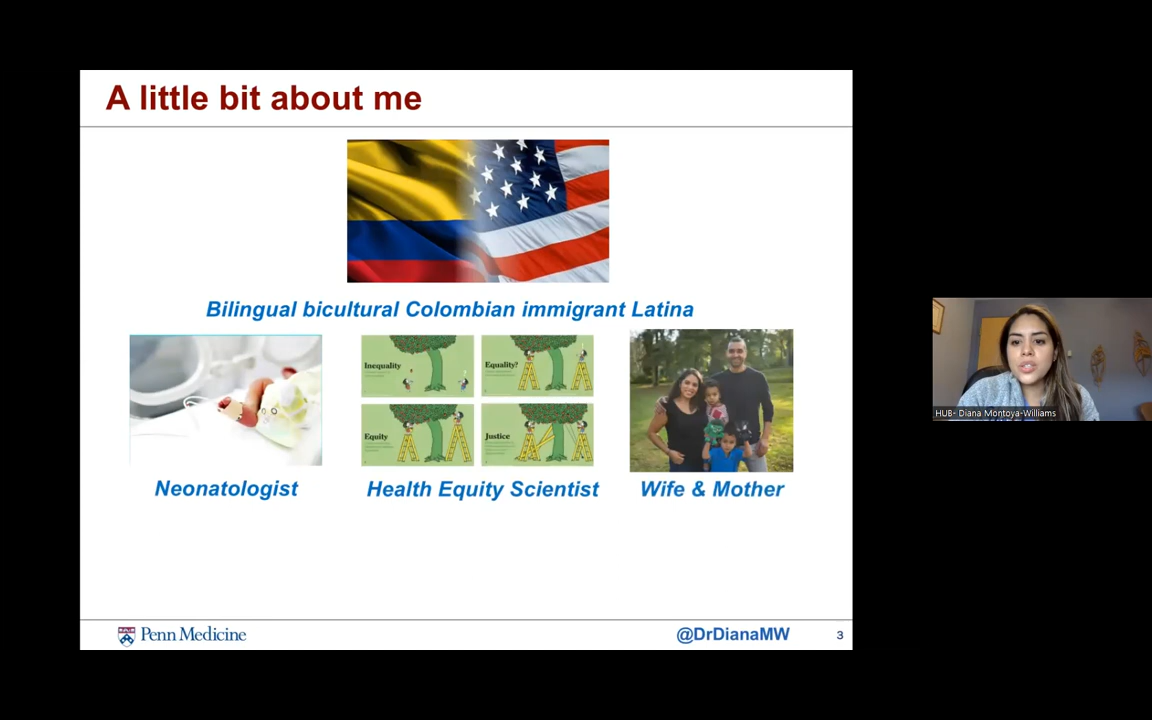 A little bit about me
Bilingual bicultural Colombian immigrant Latina
Inequality
Equality?
Equity
Justice
Neonatologist
Health Equity Scientist
Wife & Mother
HUB- Diana Montoya-Williams
Penn Medicine
@DrDianaMW
3